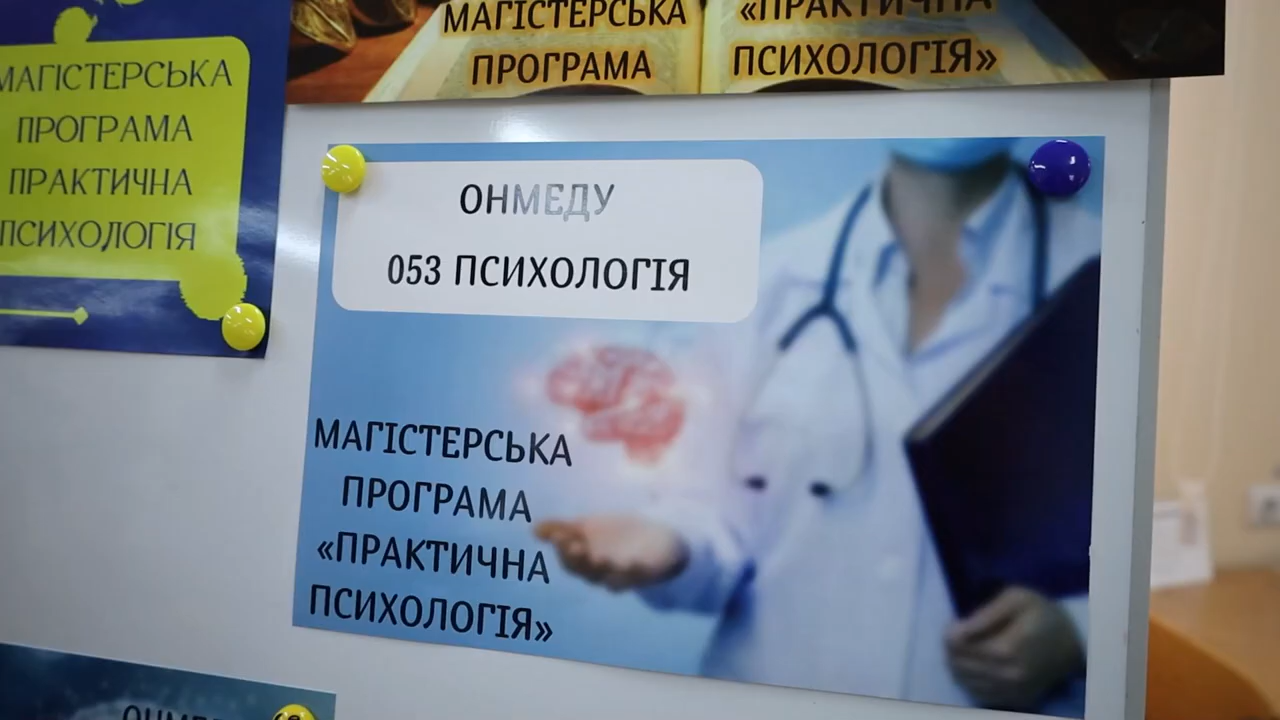 МАГІСТЕРСЬКА
ПРОГРАМА
«ПРАКТИЧНА
ПСИХОЛОГІЯ»
МАГІСТЕРСЬКА
ПРОГРАМА
ПРАКТИЧНА
ПСИХОЛОГІЯ
ОНМЕДУ
053 ПСИХОЛОГІЯ
МАГІСТЕРСЬКА
ПРОГРАМА
«ПРАКТИЧНА
ПСИХОЛОГІЯ»